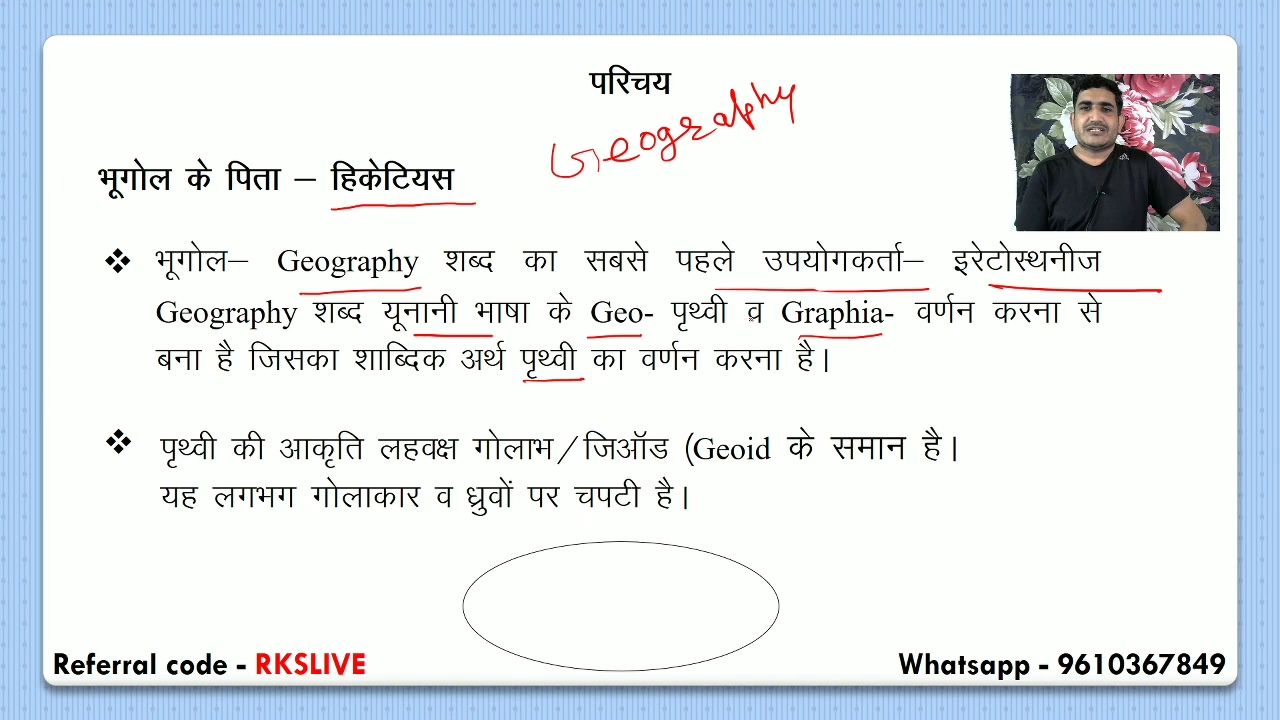 परिचय
Geography
भूगोल के पिता – हिकेटियस
❖ भूगोल– Geography शब्द का सबसे पहले उपयोगकर्ता– इरेटोस्थनीज
Geography शब्द यूनानी भाषा के Geo- पृथ्वी व Graphia- वर्णन करना से
बना है जिसका शाब्दिक अर्थ पृथ्वी का वर्णन करना है।
❖ पृथ्वी की आकृति लहवक्ष गोलाभ/जिऑड (Geoid के समान है।
यह लगभग गोलाकार व ध्रुवों पर चपटी है।
Referral code - RKSLIVE
Whatsapp - 9610367849